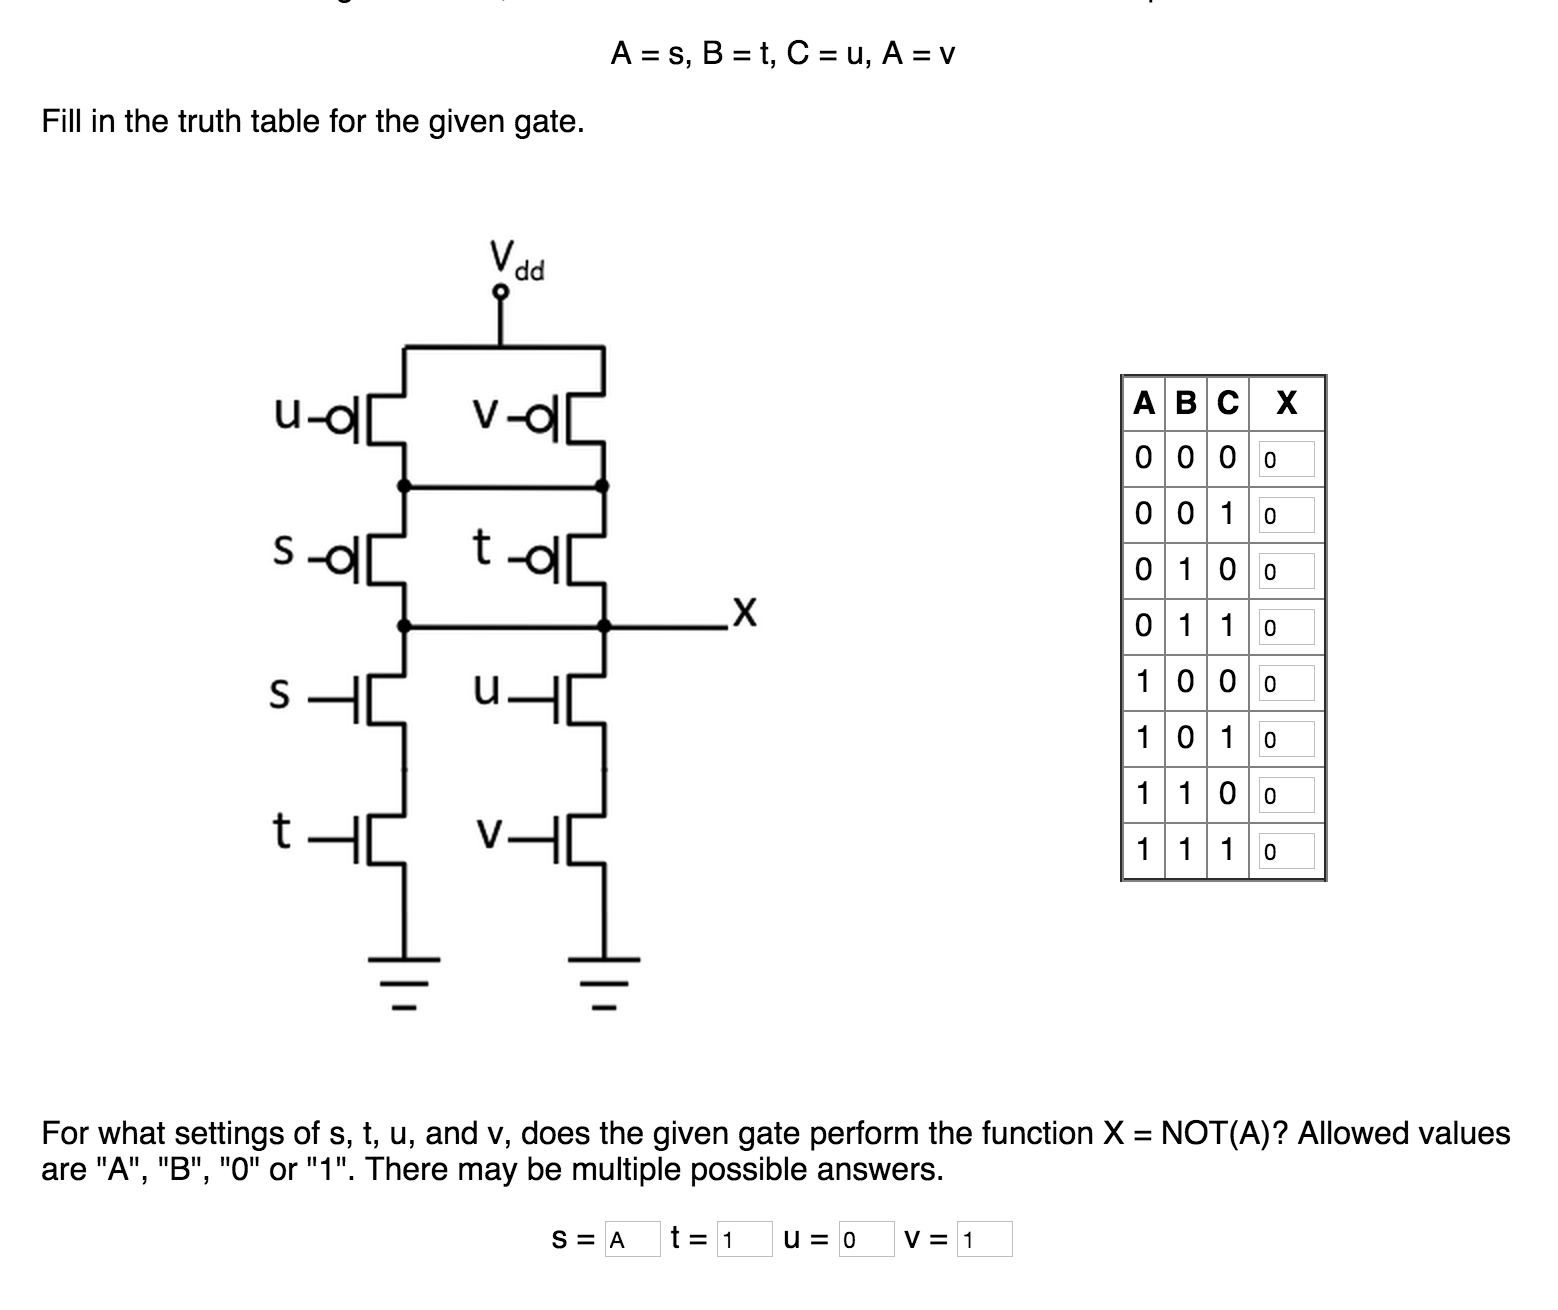 A = s, B = t, C = u, A = v
Fill in the truth table for the given gate.
Vdd
u
v
s
t
X
s
u
t
v
A B C X
0 0 0 0
0 0 1 0
0 1 0 0
0 1 1 0
1 0 0 0
1 0 1 0
1 1 0 0
1 1 1 0
For what settings of s, t, u, and v, does the given gate perform the function X = NOT(A)? Allowed values
are "A", "B", "0" or "1". There may be multiple possible answers.
s = A t = 1 u = 0 v = 1